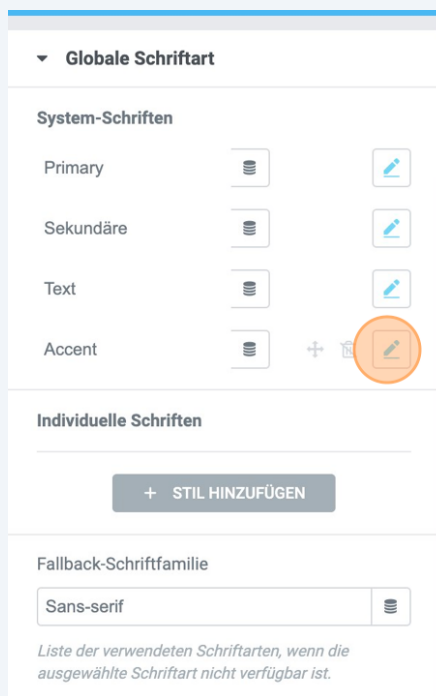 Globale Schriftart
System-Schriften
Primary
Sekundäre
Text
Accent
Individuelle Schriften
+ STIL HINZUFÜGEN
Fallback-Schriftfamilie
Sans-serif
Liste der verwendeten Schriftarten, wenn die
ausgewählte Schriftart nicht verfügbar ist.